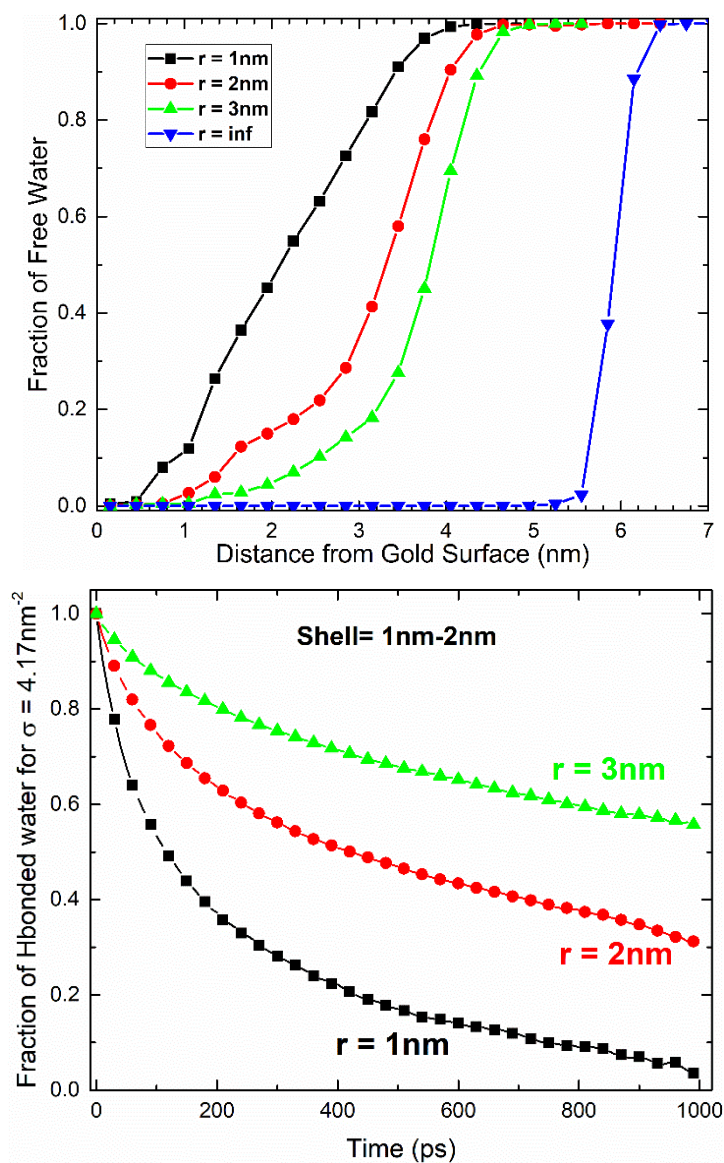 1.0
0.8
0.6
0.4
0.2
0.0
Fraction of Free Water
r = 1nm
r = 2nm
r = 3nm
r = inf
0 1 2 3 4 5 6 7
Distance from Gold Surface (nm)
1.0
0.8
0.6
0.4
0.2
0.0
Fraction of Hbonded water for σ = 4.17nm⁻²
Shell= 1nm-2nm
r = 3nm
r = 2nm
r = 1nm
0 200 400 600 800 1000
Time (ps)